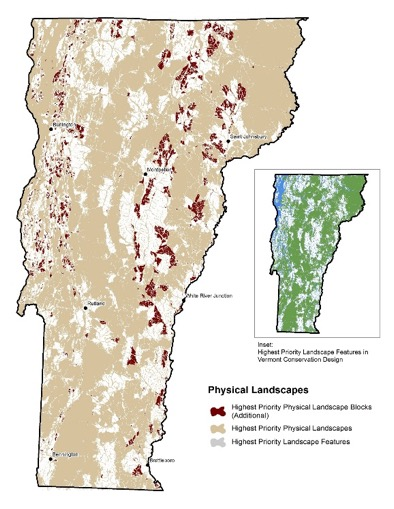 Burlington
Saint Johnsbury
Montpelier
White River Junction
Rutland
Inset:
Highest Priority Landscape Features in
Vermont Conservation Design
Physical Landscapes
Highest Priority Physical Landscape Blocks
(Additional)
Highest Priority Physical Landscapes
Highest Priority Landscape Features
Bennington
Brattleboro